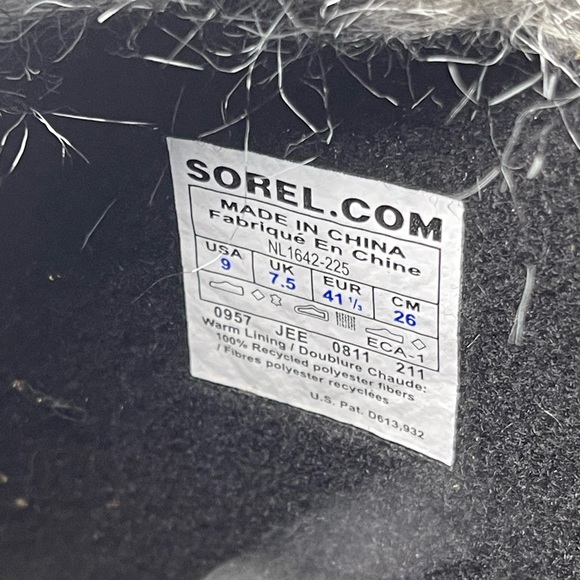 SOREL.COM
MADE IN CHINA
Fabriqué En Chine
NL1642-225
USA UK EUR CM
9 7.5 41 1/3 26
ECA-1
0957 JEE 0811 211
Warm Lining / Doublure Chaude:
100% Recycled polyester fibers
/ Fibres polyester recyclées
U.S. Pat. D613,932